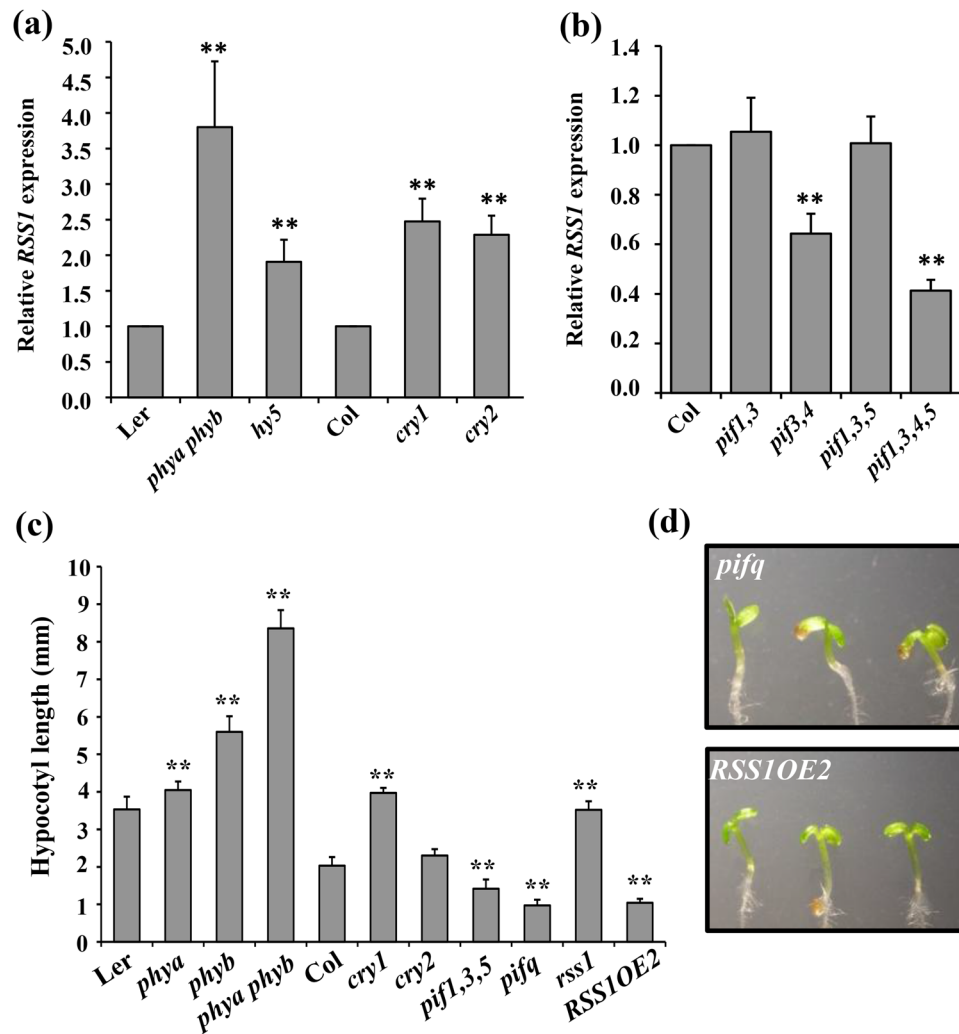 (a)
Relative RSS1 expression
5.0
4.5
4.0
3.5
3.0
2.5
2.0
1.5
1.0
0.5
0.0
**
**
**
**
Ler
phya phyb
hy5
Col
cry1
cry2
(b)
Relative RSS1 expression
1.4
1.2
1.0
0.8
0.6
0.4
0.2
0.0
**
**
Col
pif1,3
pif3,4
pif1,3,5
pif1,3,4,5
(c)
Hypocotyl length (mm)
10
9
8
7
6
5
4
3
2
1
0
**
**
**
**
**
**
**
**
Ler
phya
phyb
phya phyb
Col
cry1
cry2
pif1,3,5
pifq
rss1
RSS1OE2
(d)
pifq
RSS1OE2